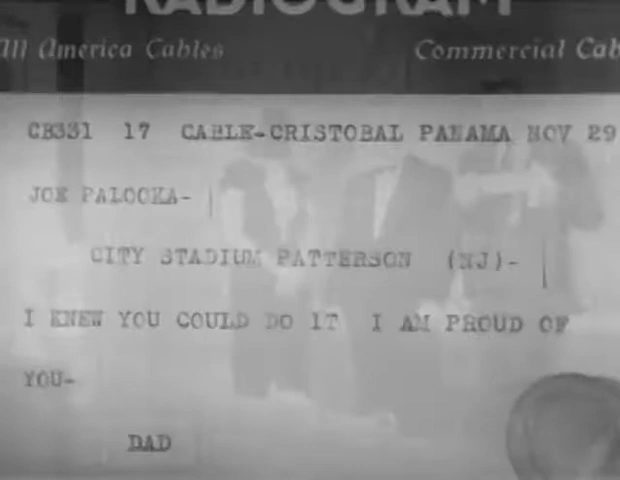 RADIOGRAM
All America Cables Commercial Cab
CB331 17 CABLE-CRISTOBAL PANAMA NOV 29
JOE PALOOKA-
CITY STADIUM PATTERSON (NJ)-
I KNEW YOU COULD DO IT I AM PROUD OF
YOU-
DAD